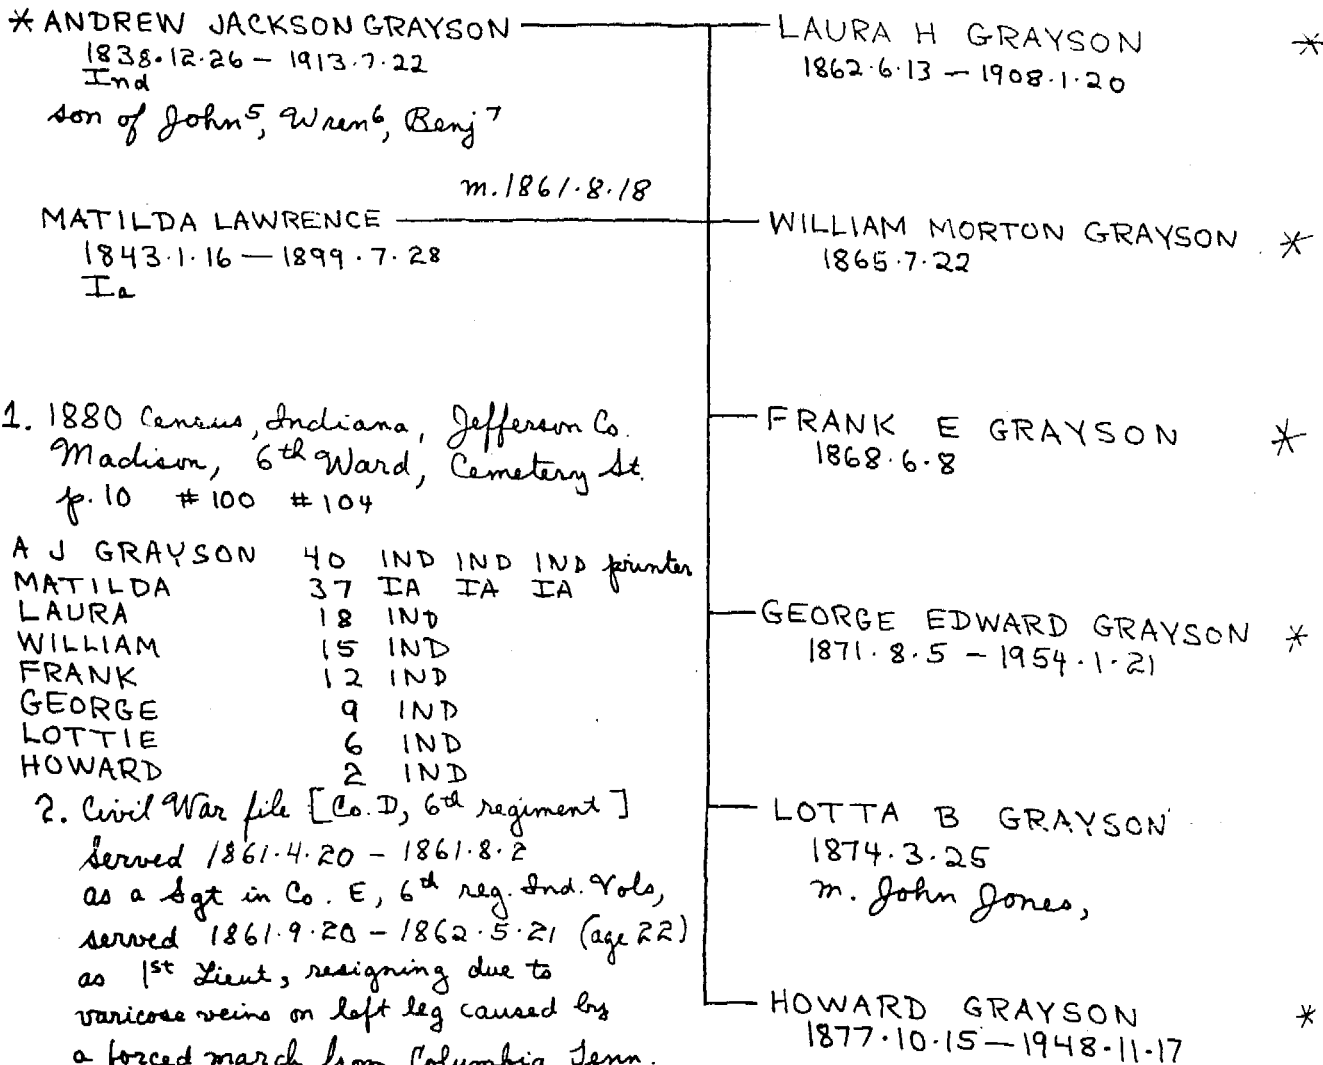 * ANDREW JACKSON GRAYSON
1838.12.26 – 1913.7.22
Ind
son of John⁵, Wren⁶, Benj⁷
m. 1861.8.18
MATILDA LAWRENCE
1843.1.16 – 1899.7.28
Ia
LAURA H GRAYSON *
1862.6.13 – 1908.1.20
WILLIAM MORTON GRAYSON *
1865.7.22
FRANK E GRAYSON *
1868.6.8
GEORGE EDWARD GRAYSON *
1871.8.5 – 1954.1.21
LOTTA B GRAYSON
1874.3.25
m. John Jones,
HOWARD GRAYSON *
1877.10.15 – 1948.11.17
1. 1880 Census, Indiana, Jefferson Co.
Madison, 6th Ward, Cemetery St.
p. 10 #100 #104
A J GRAYSON 40 IND IND IND printer
MATILDA 37 IA IA IA
LAURA 18 IND
WILLIAM 15 IND
FRANK 12 IND
GEORGE 9 IND
LOTTIE 6 IND
HOWARD 2 IND
2. Civil War file [Co. D, 6th regiment]
served 1861.4.20 – 1861.8.2
as a Sgt in Co. E, 6th reg. Ind. Vols,
served 1861.9.20 – 1862.5.21 (age 22)
as 1st Lieut, resigning due to
varicose veins on left leg caused by
a forced march from Columbia Tenn.